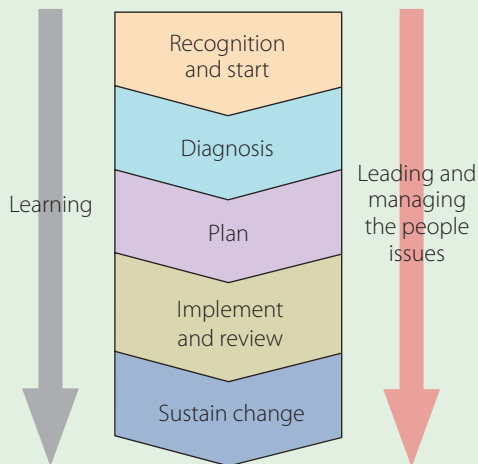 Recognition
and start
Diagnosis
Learning
Plan
Leading and
managing
the people
issues
Implement
and review
Sustain change